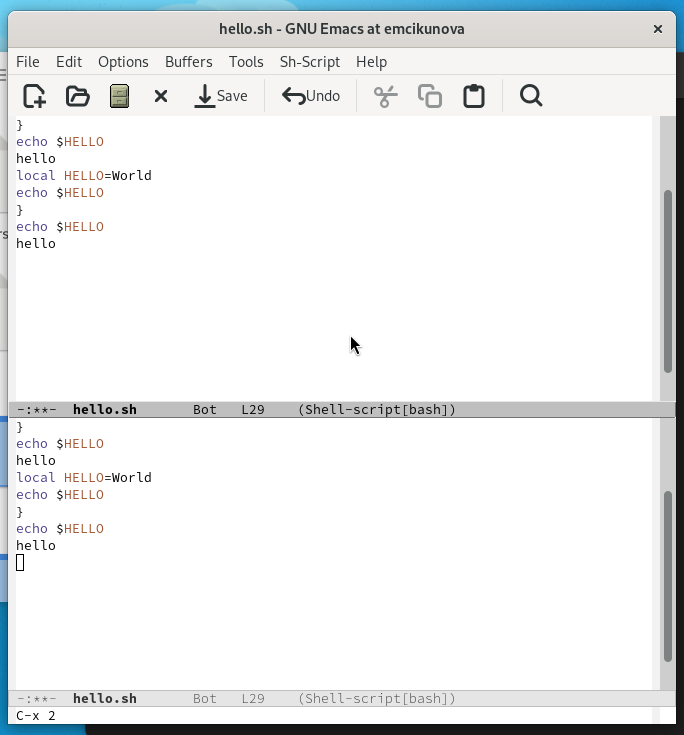 hello.sh - GNU Emacs at emcikunova
File Edit Options Buffers Tools Sh-Script Help
Save Undo
}
echo $HELLO
hello
local HELLO=World
echo $HELLO
}
echo $HELLO
hello
-:**- hello.sh Bot L29 (Shell-script[bash])
}
echo $HELLO
hello
local HELLO=World
echo $HELLO
}
echo $HELLO
hello
-:**- hello.sh Bot L29 (Shell-script[bash])
C-x 2